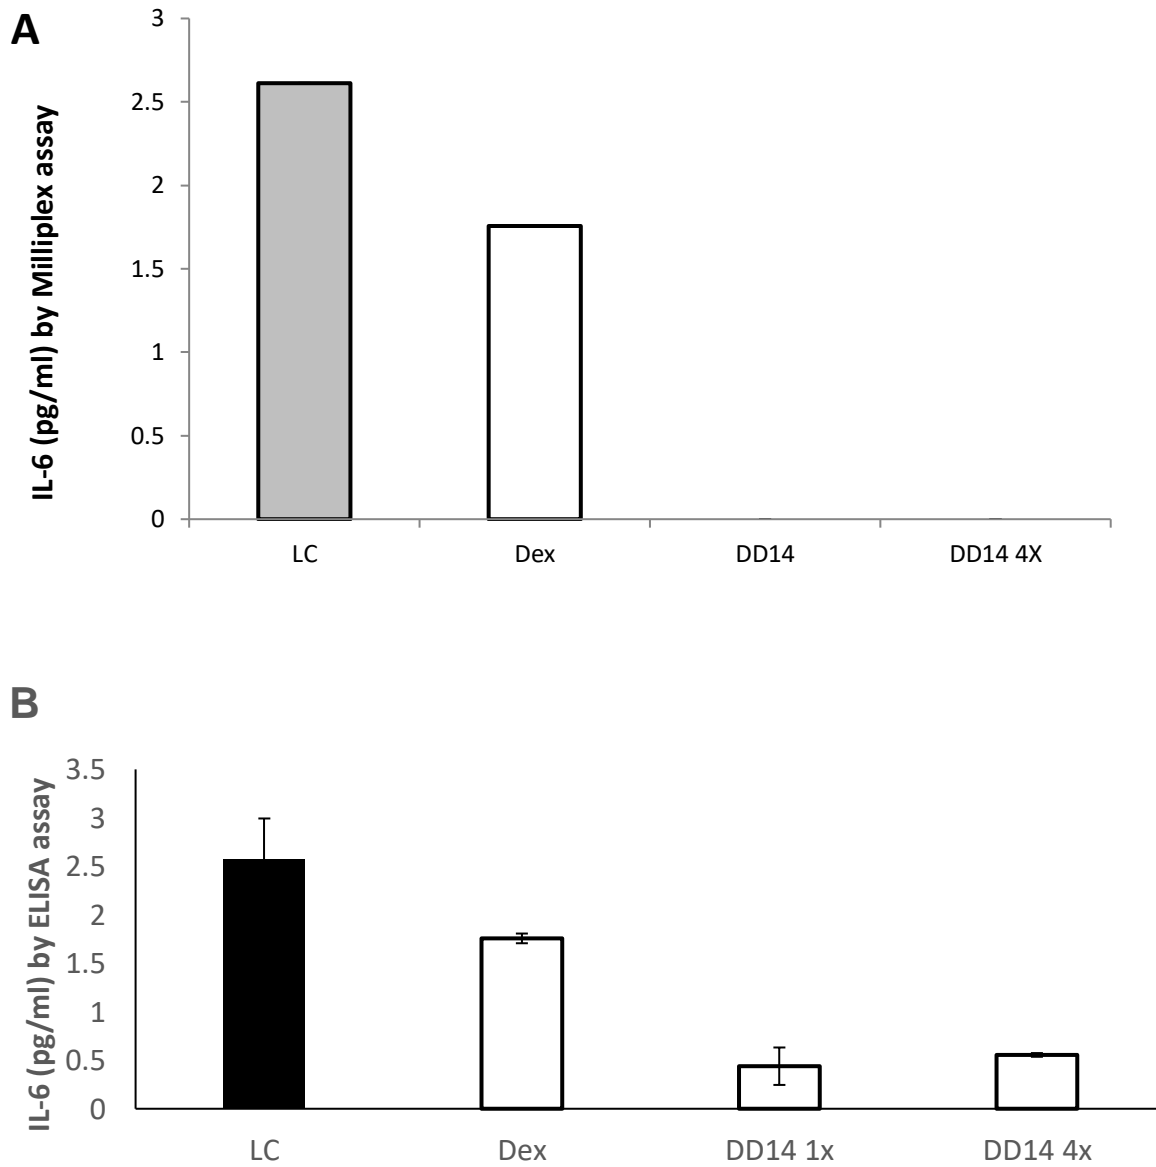 A
IL-6 (pg/ml) by Milliplex assay
3
2.5
2
1.5
1
0.5
0
LC Dex DD14 DD14 4X
B
IL-6 (pg/ml) by ELISA assay
3.5
3
2.5
2
1.5
1
0.5
0
LC Dex DD14 1x DD14 4x